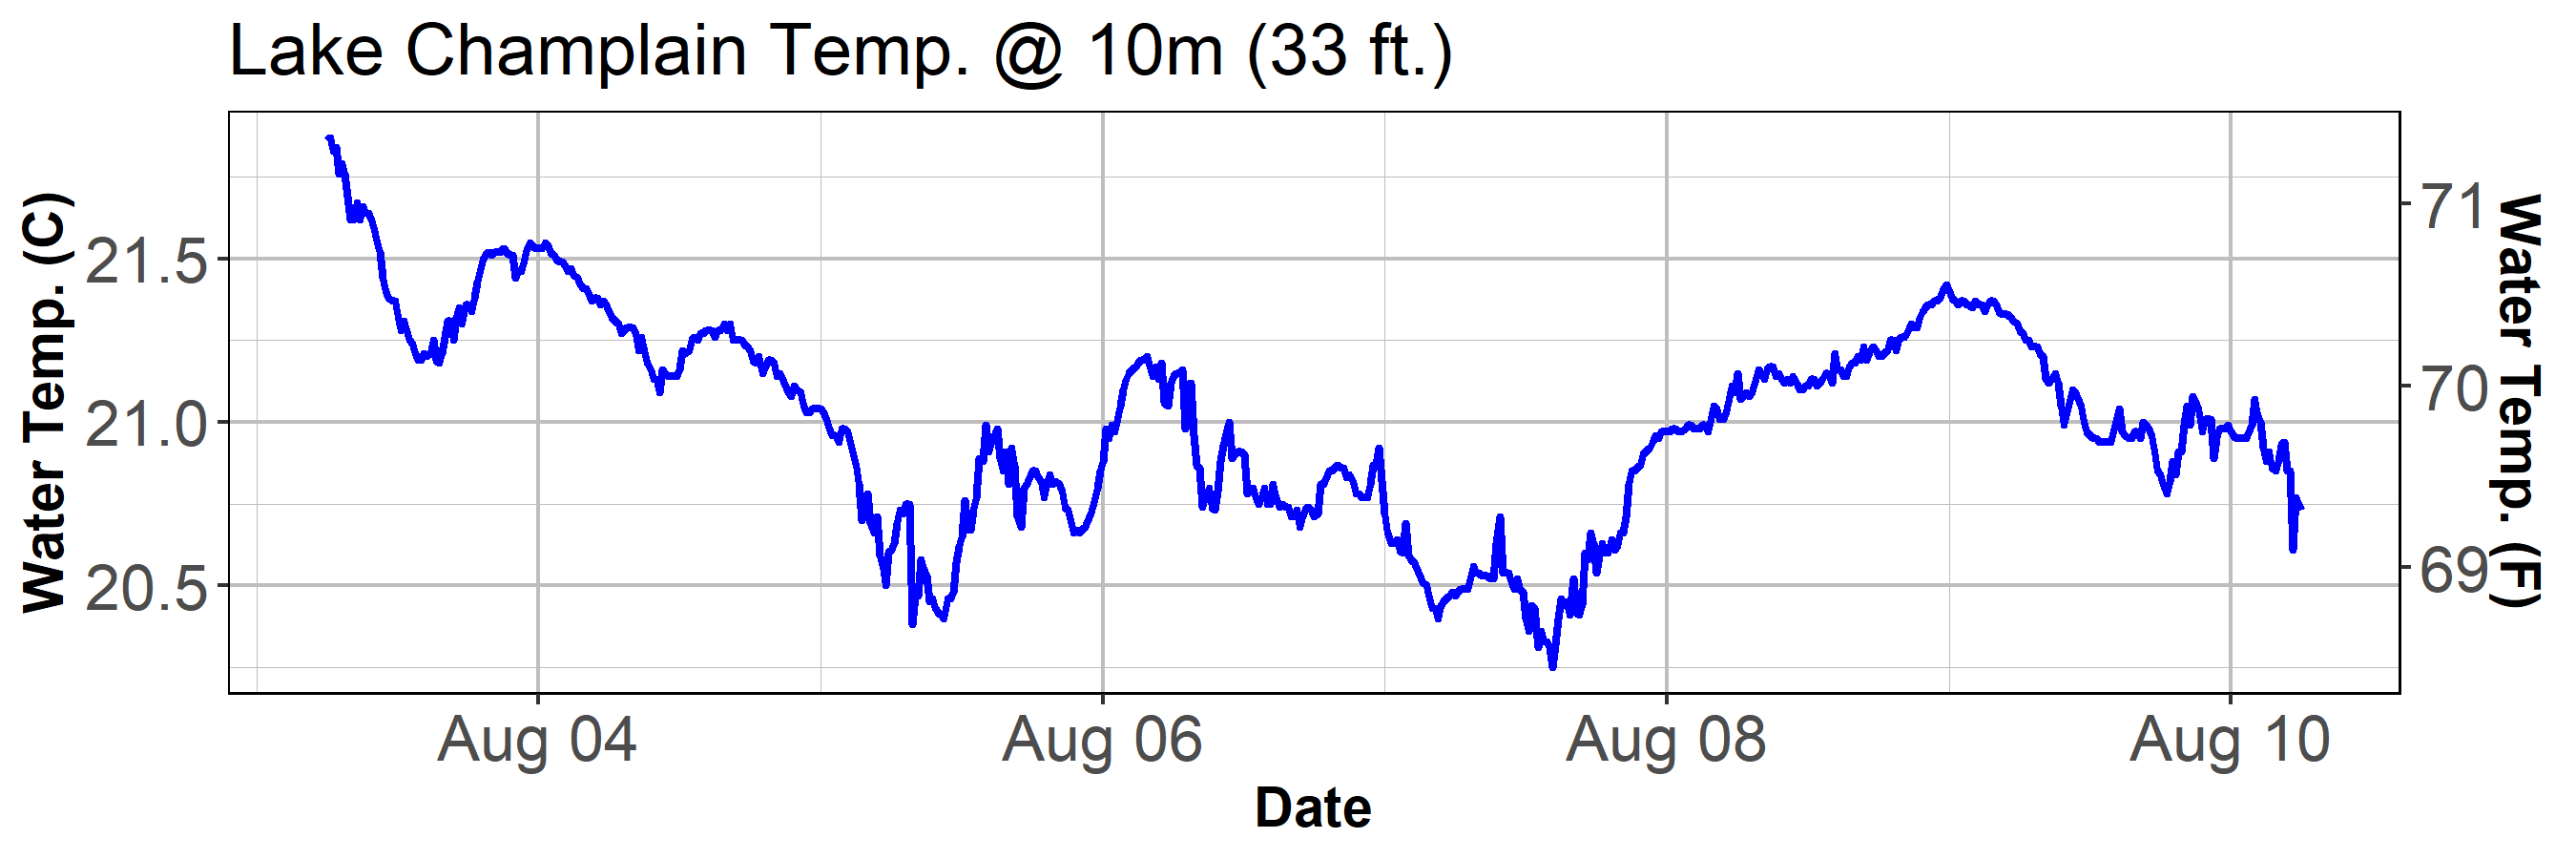 Lake Champlain Temp. @ 10m (33 ft.)
Water Temp. (C)
21.5
21.0
20.5
71
70
69
Water Temp. (F)
Aug 04
Aug 06
Aug 08
Aug 10
Date